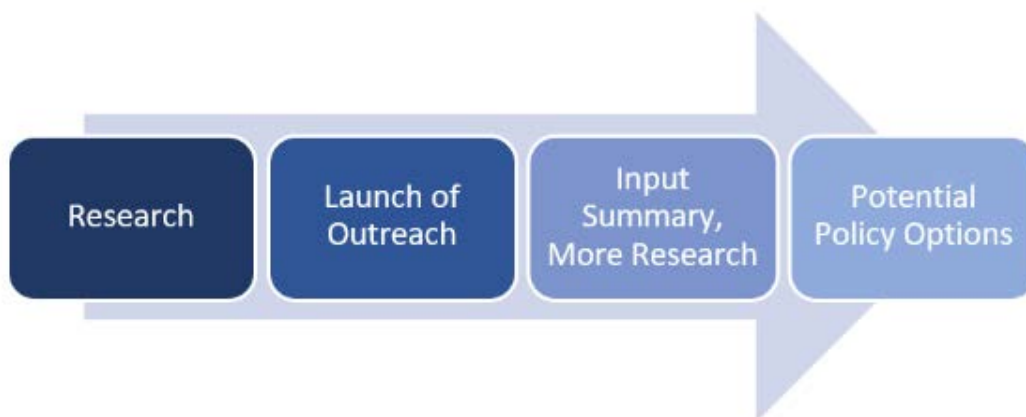 Research
Launch of
Outreach
Input
Summary,
More Research
Potential
Policy Options